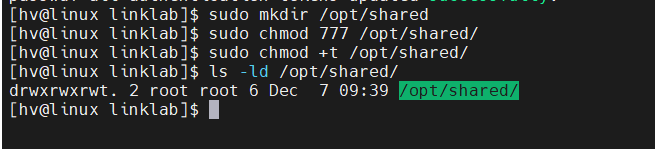 [hv@linux linklab]$ sudo mkdir /opt/shared
[hv@linux linklab]$ sudo chmod 777 /opt/shared/
[hv@linux linklab]$ sudo chmod +t /opt/shared/
[hv@linux linklab]$ ls -ld /opt/shared/
drwxrwxrwt. 2 root root 6 Dec  7 09:39 /opt/shared/
[hv@linux linklab]$